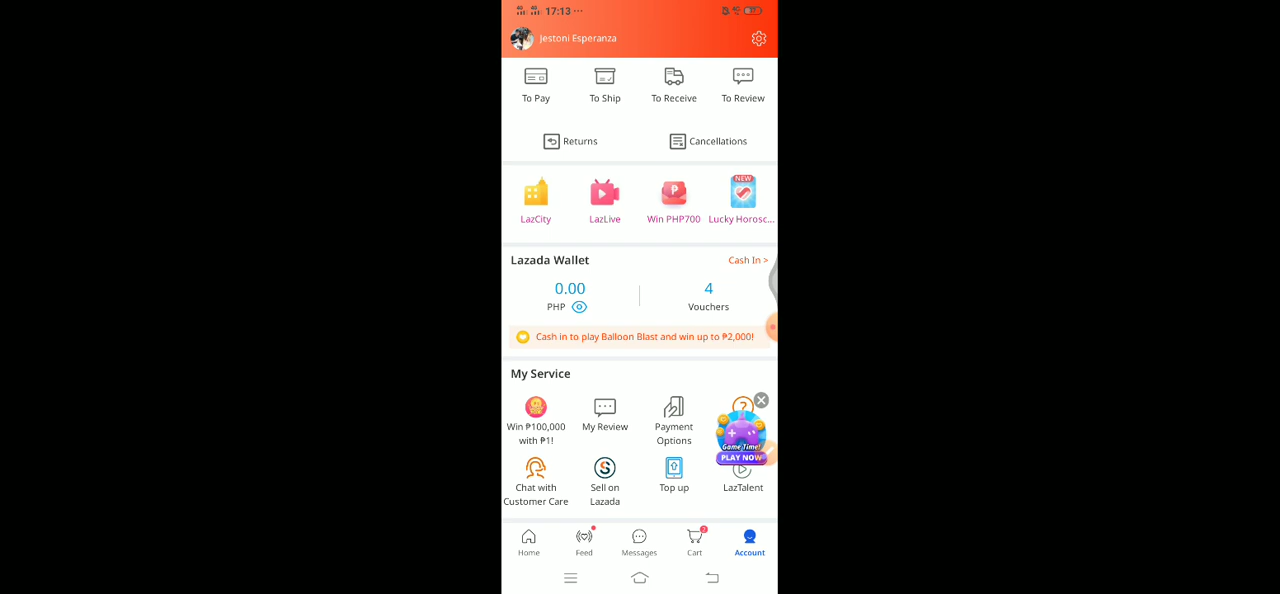 17:13 ...
Jestoni Esperanza
To Pay
To Ship
To Receive
To Review
Returns
Cancellations
NEW
LazCity
LazLive
Win PHP700
Lucky Horosc...
Lazada Wallet
Cash In >
0.00
4
PHP
Vouchers
Cash in to play Balloon Blast and win up to ₱2,000!
My Service
Win ₱100,000
with ₱1!
My Review
Payment
Options
Game Time!
PLAY NOW
Chat with
Customer Care
Sell on
Lazada
Top up
LazTalent
2
Home
Feed
Messages
Cart
Account